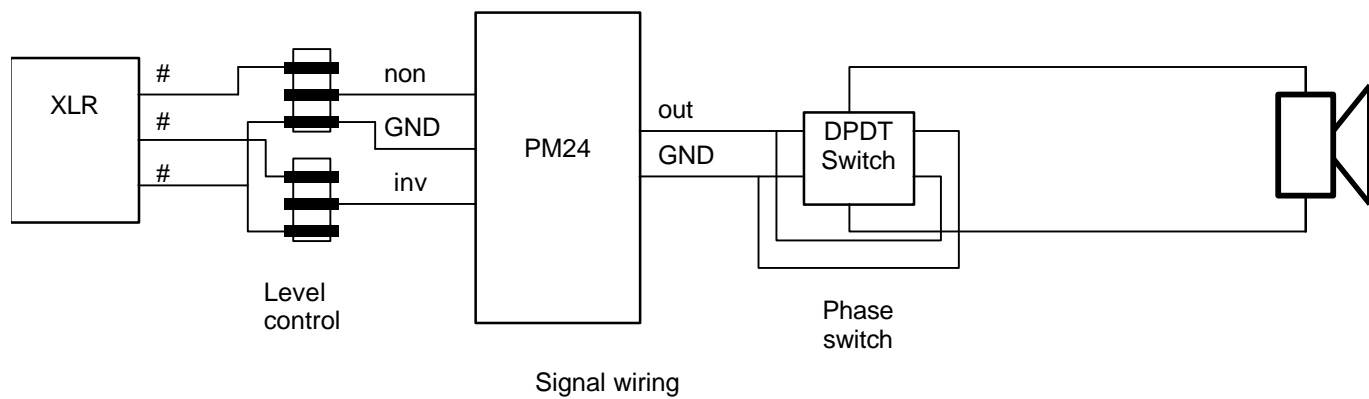 XLR
#
#
#
non
GND
inv
Level
control
PM24
out
GND
DPDT
Switch
Phase
switch
Signal wiring